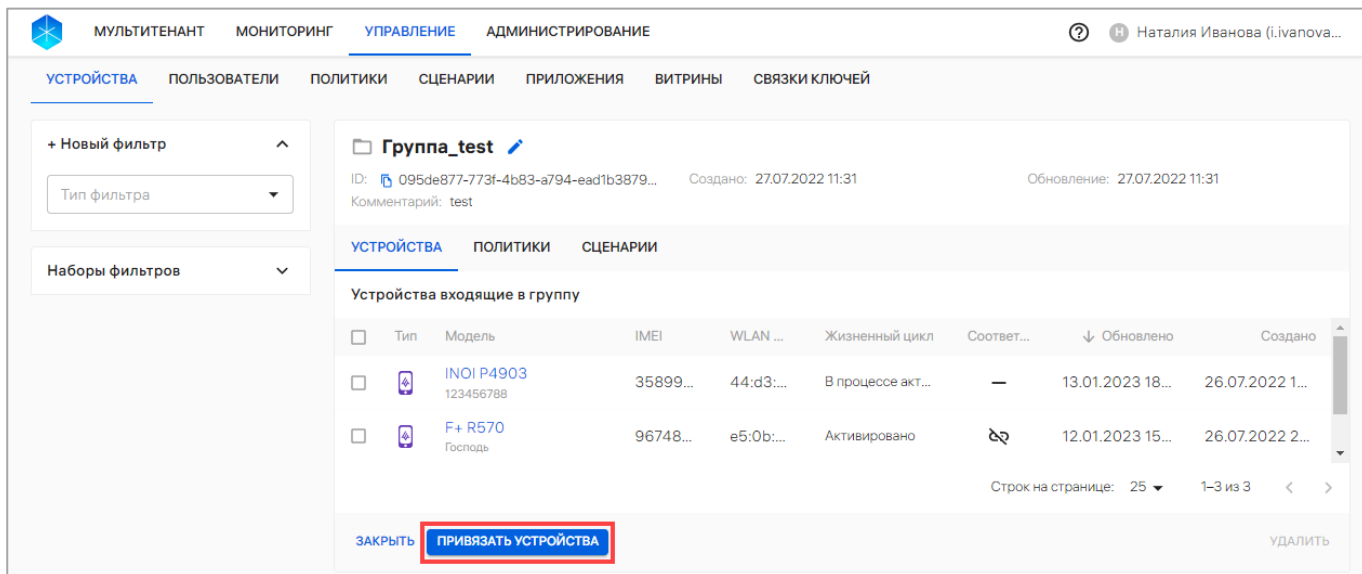 МУЛЬТИТЕНАНТ МОНИТОРИНГ УПРАВЛЕНИЕ АДМИНИСТРИРОВАНИЕ ? Н Наталия Иванова (i.ivanova...
УСТРОЙСТВА ПОЛЬЗОВАТЕЛИ ПОЛИТИКИ СЦЕНАРИИ ПРИЛОЖЕНИЯ ВИТРИНЫ СВЯЗКИ КЛЮЧЕЙ
+ Новый фильтр
Тип фильтра
Наборы фильтров
Группа_test
ID: 095de877-773f-4b83-a794-ead1b3879... Создано: 27.07.2022 11:31 Обновление: 27.07.2022 11:31
Комментарий: test
УСТРОЙСТВА ПОЛИТИКИ СЦЕНАРИИ
Устройства входящие в группу
Тип Модель IMEI WLAN ... Жизненный цикл Соответ... ↓ Обновлено Создано
INOI P4903 35899... 44:d3:... В процессе акт... — 13.01.2023 18... 26.07.2022 1...
123456788
F+ R570 96748... e5:0b:... Активировано 12.01.2023 15... 26.07.2022 2...
Господь
Строк на странице: 25 1–3 из 3 < >
ЗАКРЫТЬ ПРИВЯЗАТЬ УСТРОЙСТВА УДАЛИТЬ